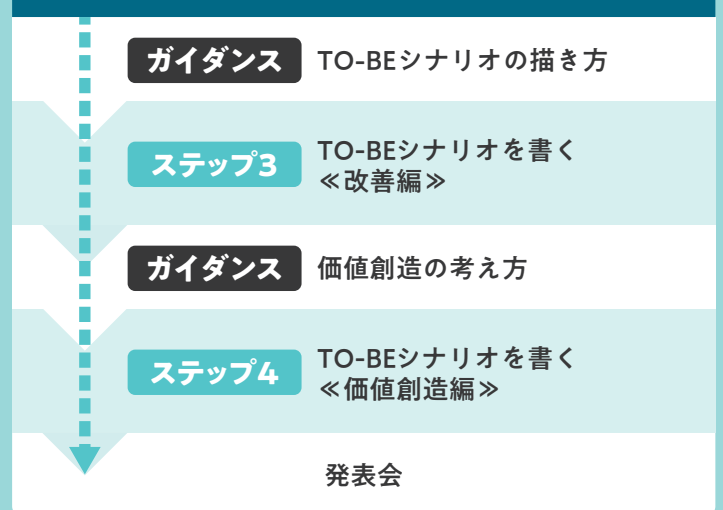 ガイダンス TO-BEシナリオの描き方
ステップ3 TO-BEシナリオを書く
≪改善編≫
ガイダンス 価値創造の考え方
ステップ4 TO-BEシナリオを書く
≪価値創造編≫
発表会